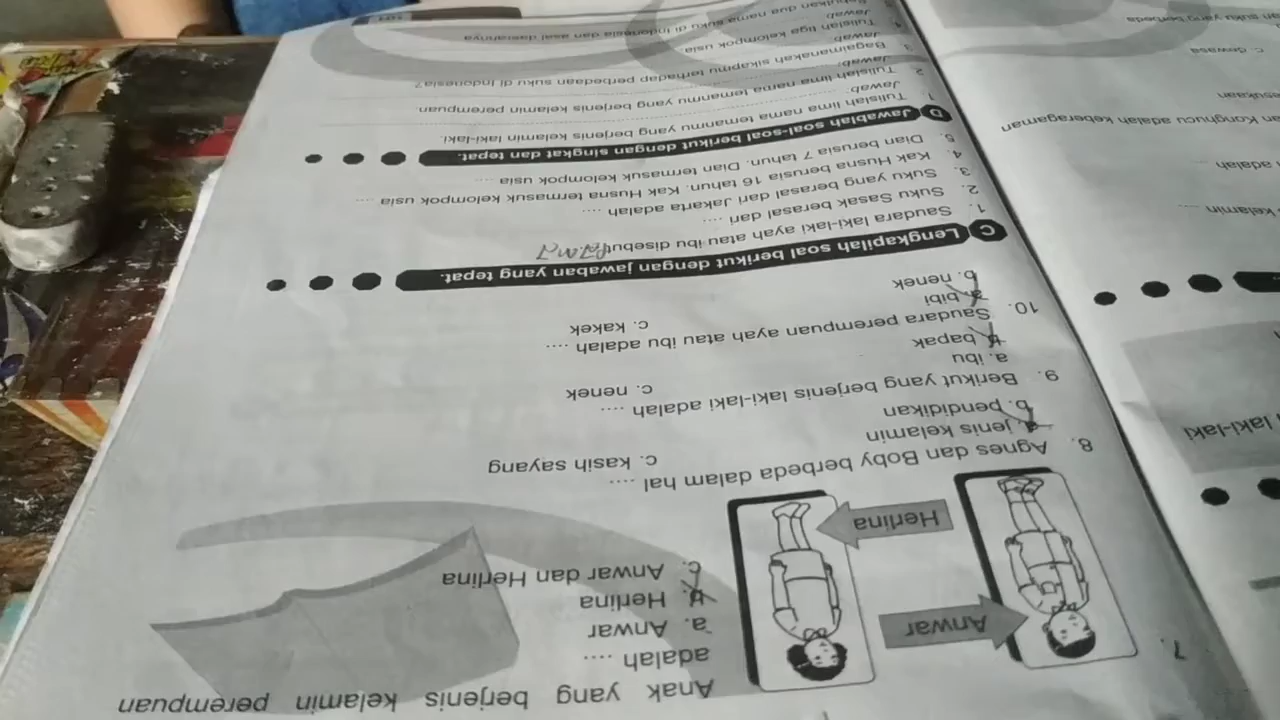 7.
Anak yang berjenis kelamin perempuan
adalah ....
a. Anwar
b. Herlina
c. Anwar dan Herlina
Anwar
Herlina
8. Agnes dan Boby berbeda dalam hal ....
a. jenis kelamin
b. pendidikan
c. kasih sayang
9. Berikut yang berjenis laki-laki adalah ....
a. ibu
b. bapak
c. nenek
10. Saudara perempuan ayah atau ibu adalah ....
a. bibi
b. nenek
c. kakek
C Lengkapilah soal berikut dengan jawaban yang tepat.
1. Saudara laki-laki ayah atau ibu disebut
2. Suku Sasak berasal dari ....
3. Suku yang berasal dari Jakarta adalah ....
4. Kak Husna berusia 16 tahun. Kak Husna termasuk kelompok usia ....
5. Dian berusia 7 tahun. Dian termasuk kelompok usia ....
D Jawablah soal-soal berikut dengan singkat dan tepat.
1. Tulislah lima nama temanmu yang berjenis kelamin laki-laki.
Jawab:
2. Tulislah lima nama temanmu yang berjenis kelamin perempuan.
Jawab:
3. Bagaimanakah sikapmu terhadap perbedaan suku di Indonesia?
Jawab:
4. Tulislah tiga kelompok usia
Jawab:
dua nama suku di Indonesia dan asal daerahnya
laki-laki
kelamin ....
adalah
Konghucu adalah keberagaman
c. dewasa
suku yang berbeda